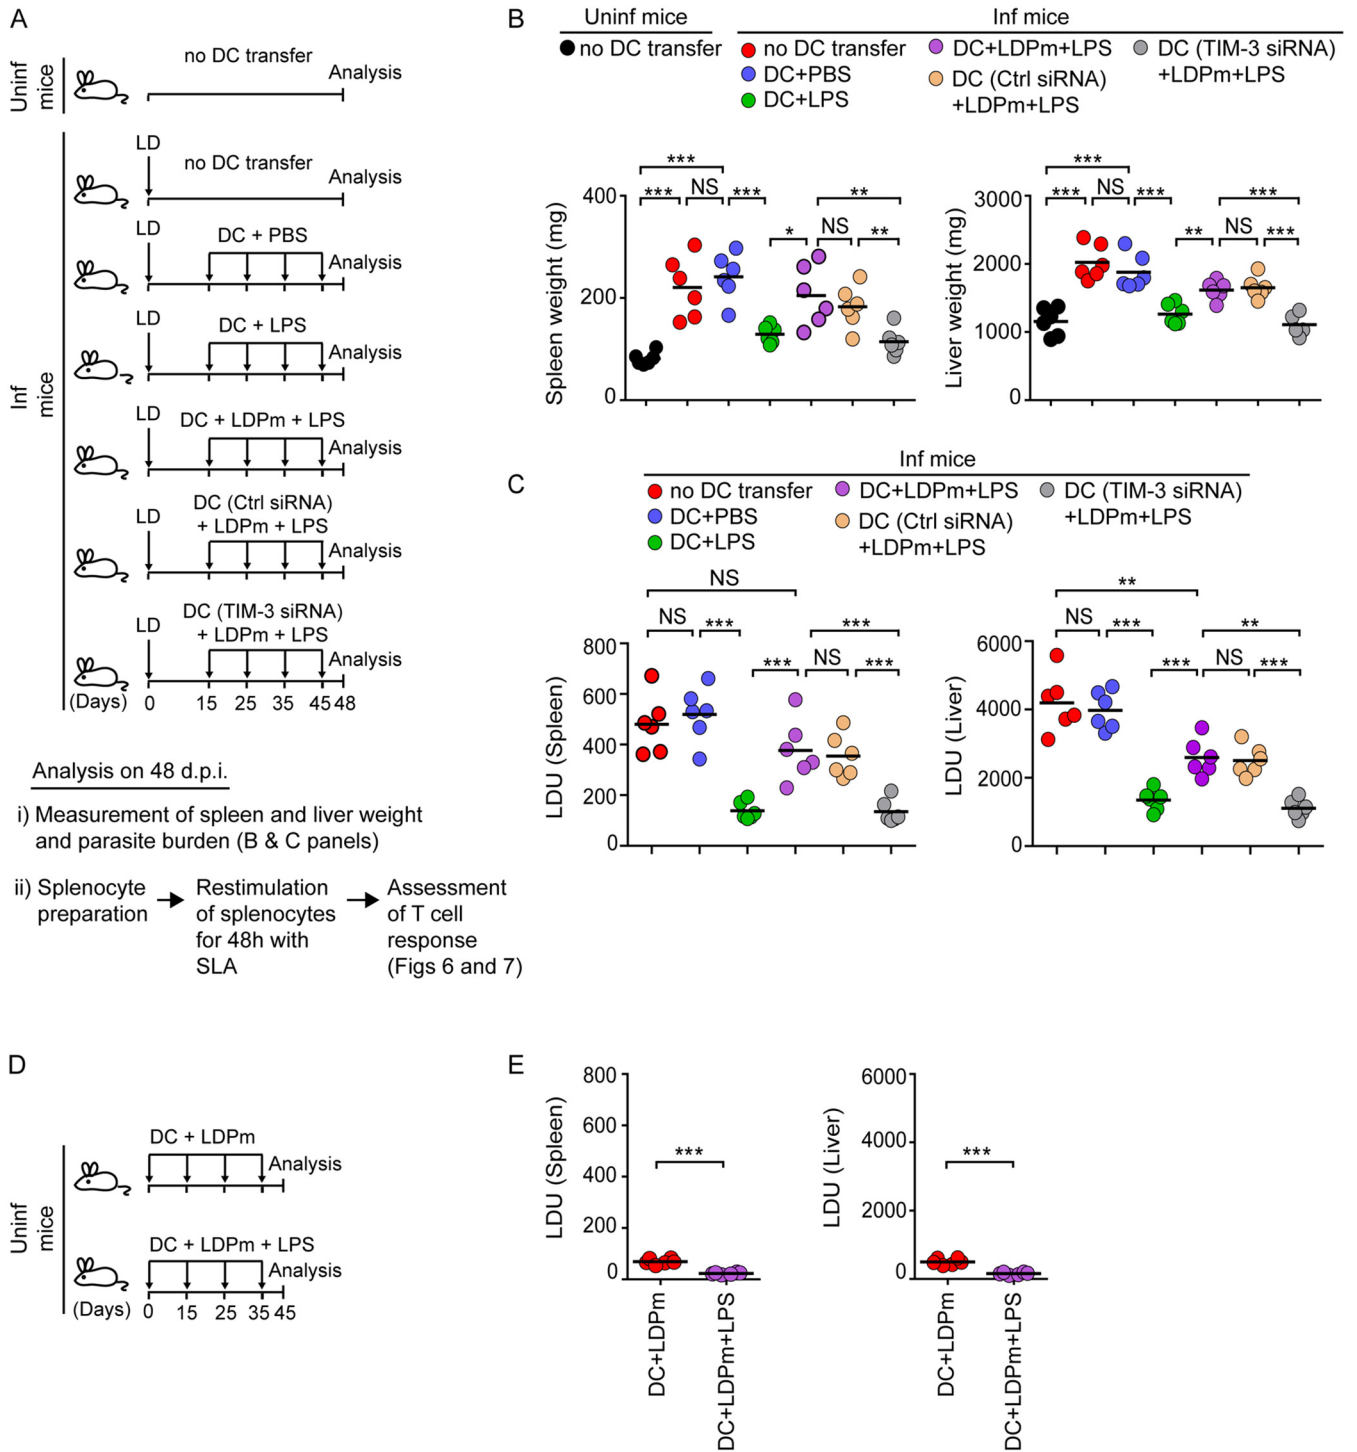 A
Uninf
mice
no DC transfer
Analysis
Inf
mice
LD
no DC transfer
Analysis
LD
DC + PBS
Analysis
LD
DC + LPS
Analysis
LD
DC + LDPm + LPS
Analysis
LD
DC (Ctrl siRNA)
+ LDPm + LPS
Analysis
LD
DC (TIM-3 siRNA)
+ LDPm + LPS
Analysis
(Days) 0 15 25 35 45 48
Analysis on 48 d.p.i.
i) Measurement of spleen and liver weight
and parasite burden (B & C panels)
ii) Splenocyte
preparation
Restimulation
of splenocytes
for 48h with
SLA
Assessment
of T cell
response
(Figs 6 and 7)
B
Uninf mice
no DC transfer
Inf mice
no DC transfer
DC+PBS
DC+LPS
DC+LDPm+LPS
DC (Ctrl siRNA)
+LDPm+LPS
DC (TIM-3 siRNA)
+LDPm+LPS
Spleen weight (mg)
400
200
0
***
*** NS *** ** 
* NS **
Liver weight (mg)
3000
2000
1000
0
***
*** NS *** ***
** NS ***
C
Inf mice
no DC transfer
DC+PBS
DC+LPS
DC+LDPm+LPS
DC (Ctrl siRNA)
+LDPm+LPS
DC (TIM-3 siRNA)
+LDPm+LPS
LDU (Spleen)
800
600
400
200
0
NS
NS *** ***
*** NS ***
LDU (Liver)
6000
4000
2000
0
**
NS *** **
*** NS ***
D
Uninf
mice
DC + LDPm
Analysis
DC + LDPm + LPS
Analysis
(Days) 0 15 25 35 45
E
LDU (Spleen)
800
600
400
200
0
***
DC+LDPm
DC+LDPm+LPS
LDU (Liver)
6000
4000
2000
0
***
DC+LDPm
DC+LDPm+LPS